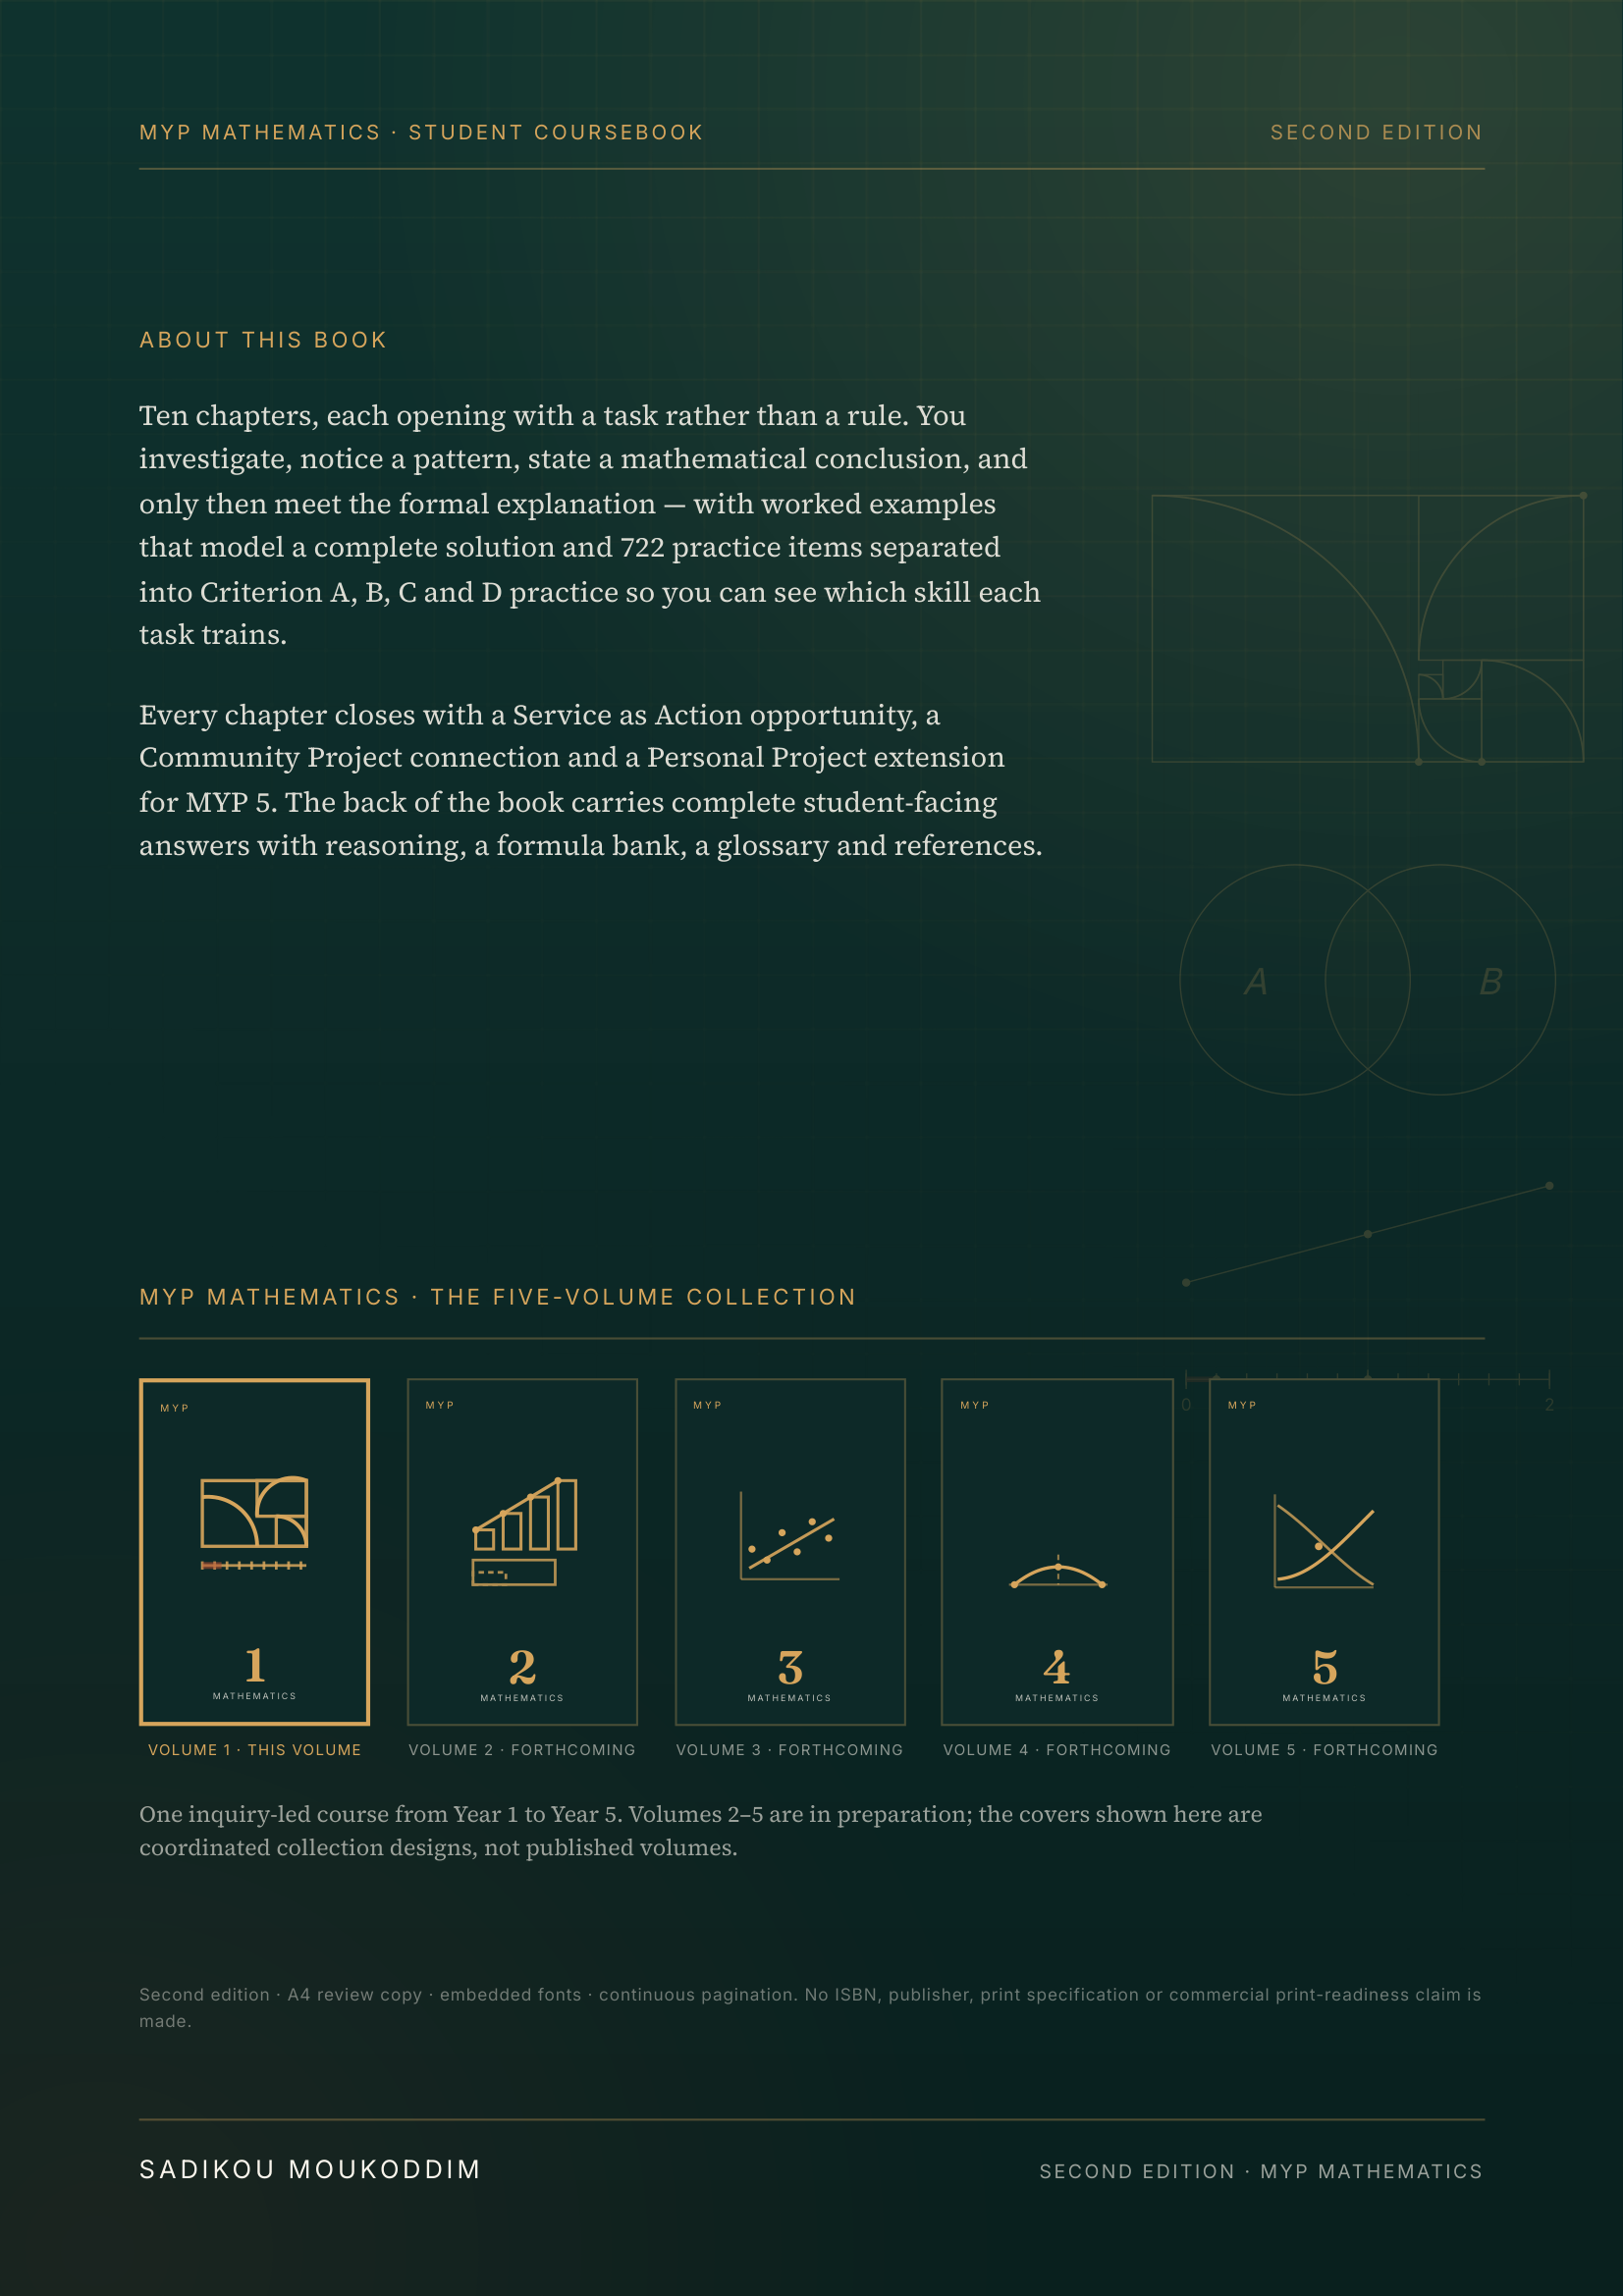 MYP MATHEMATICS · STUDENT COURSEBOOK
SECOND EDITION
ABOUT THIS BOOK
Ten chapters, each opening with a task rather than a rule. You
investigate, notice a pattern, state a mathematical conclusion, and
only then meet the formal explanation — with worked examples
that model a complete solution and 722 practice items separated
into Criterion A, B, C and D practice so you can see which skill each
task trains.
Every chapter closes with a Service as Action opportunity, a
Community Project connection and a Personal Project extension
for MYP 5. The back of the book carries complete student-facing
answers with reasoning, a formula bank, a glossary and references.
A
B
MYP MATHEMATICS · THE FIVE-VOLUME COLLECTION
0
2
MYP
1
MATHEMATICS
VOLUME 1 · THIS VOLUME
MYP
2
MATHEMATICS
VOLUME 2 · FORTHCOMING
MYP
3
MATHEMATICS
VOLUME 3 · FORTHCOMING
MYP
4
MATHEMATICS
VOLUME 4 · FORTHCOMING
MYP
5
MATHEMATICS
VOLUME 5 · FORTHCOMING
One inquiry-led course from Year 1 to Year 5. Volumes 2–5 are in preparation; the covers shown here are
coordinated collection designs, not published volumes.
Second edition · A4 review copy · embedded fonts · continuous pagination. No ISBN, publisher, print specification or commercial print-readiness claim is
made.
SADIKOU MOUKODDIM
SECOND EDITION · MYP MATHEMATICS